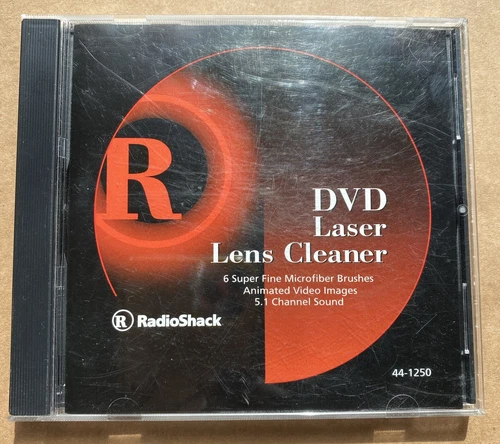 R
DVD
Laser
Lens Cleaner
6 Super Fine Microfiber Brushes
Animated Video Images
5.1 Channel Sound
R RadioShack
44-1250